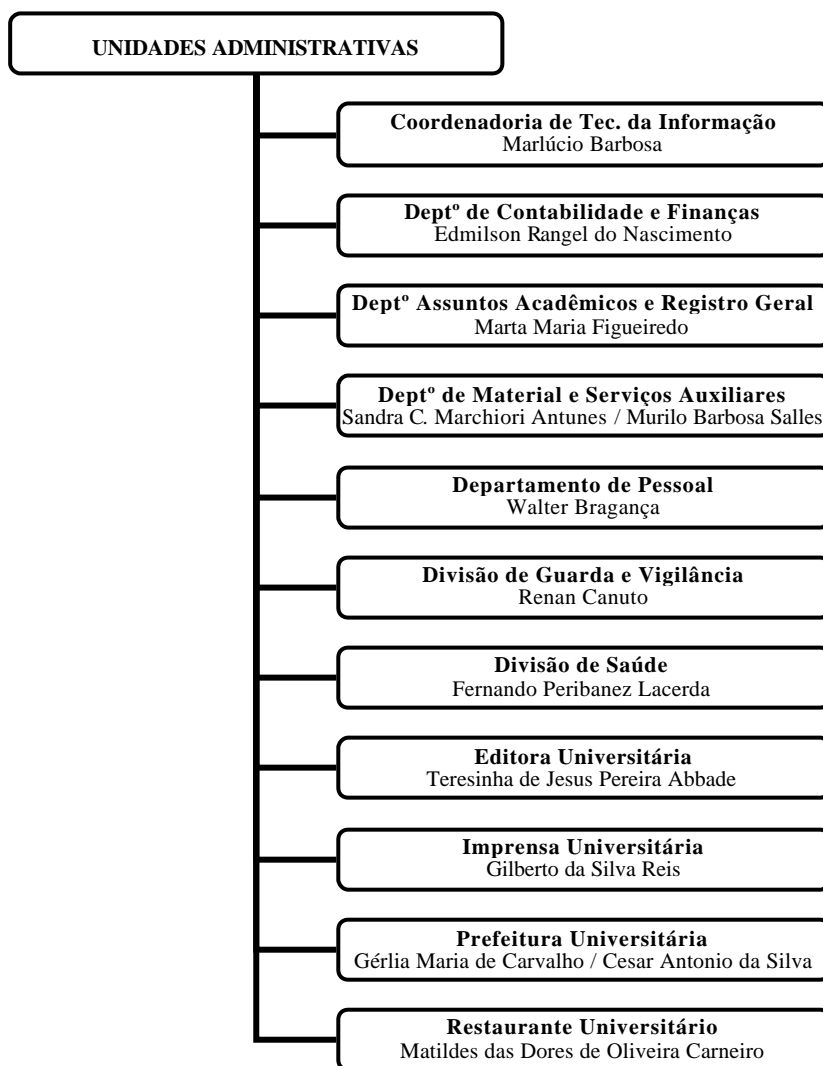 UNIDADES ADMINISTRATIVAS
Coordenadoria de Tec. da Informação
Marlúcio Barbosa
Deptº de Contabilidade e Finanças
Edmilson Rangel do Nascimento
Deptº Assuntos Acadêmicos e Registro Geral
Marta Maria Figueiredo
Deptº de Material e Serviços Auxiliares
Sandra C. Marchiori Antunes / Murilo Barbosa Salles
Departamento de Pessoal
Walter Bragança
Divisão de Guarda e Vigilância
Renan Canuto
Divisão de Saúde
Fernando Peribanez Lacerda
Editora Universitária
Teresinha de Jesus Pereira Abbade
Imprensa Universitária
Gilberto da Silva Reis
Prefeitura Universitária
Gérlia Maria de Carvalho / Cesar Antonio da Silva
Restaurante Universitário
Matildes das Dores de Oliveira Carneiro